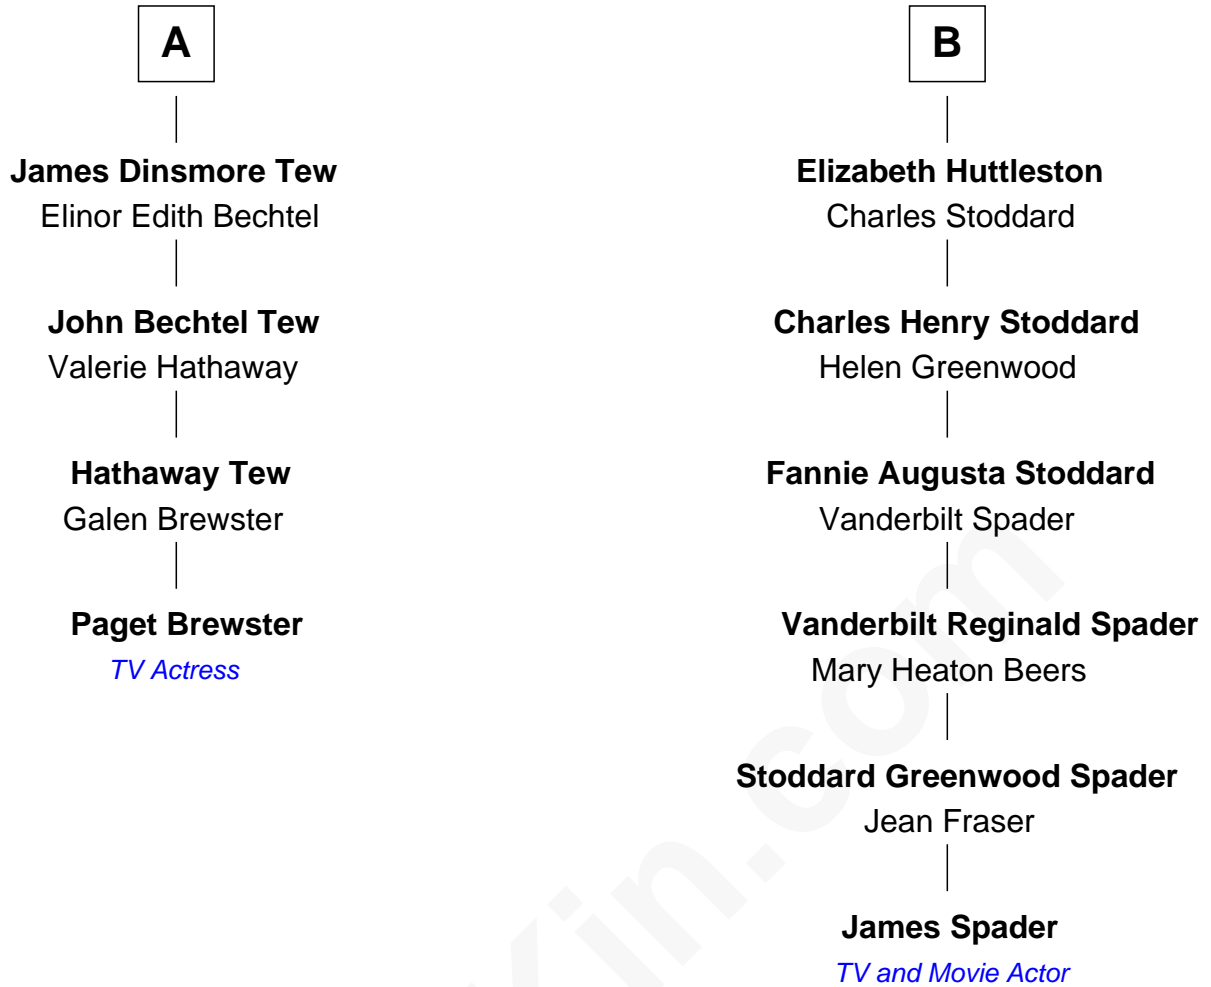 A
James Dinsmore Tew
Elinor Edith Bechtel
John Bechtel Tew
Valerie Hathaway
Hathaway Tew
Galen Brewster
Paget Brewster
TV Actress
B
Elizabeth Huttleston
Charles Stoddard
Charles Henry Stoddard
Helen Greenwood
Fannie Augusta Stoddard
Vanderbilt Spader
Vanderbilt Reginald Spader
Mary Heaton Beers
Stoddard Greenwood Spader
Jean Fraser
James Spader
TV and Movie Actor
Kin.com